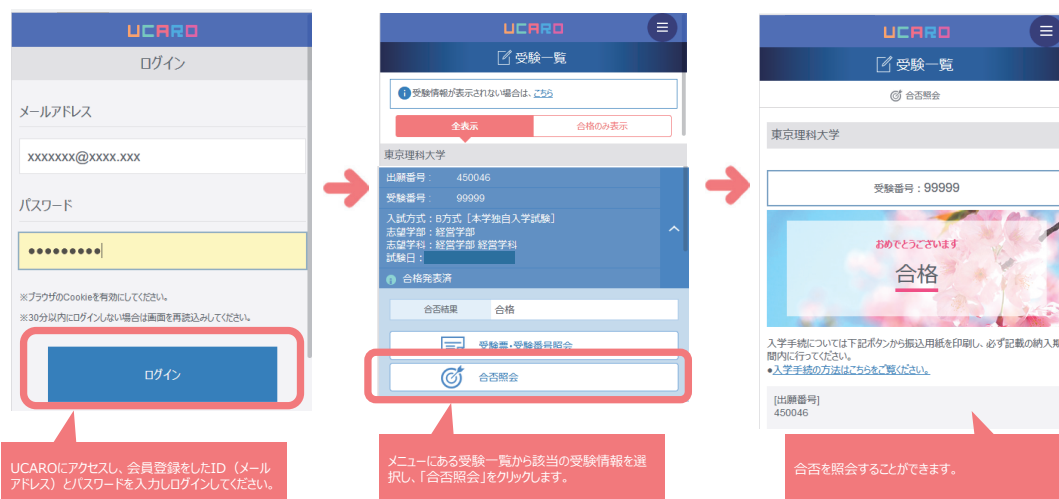 UCARO
ログイン
メールアドレス
xxxxxxx@xxxx.xxx
パスワード
●●●●●●●●●
※ブラウザのCookieを有効にしてください。
※30分以内にログインしない場合は画面を再読込みしてください。
ログイン
UCAROにアクセスし、会員登録をしたID（メール
アドレス）とパスワードを入力しログインしてください。
UCARO
受験一覧
受験情報が表示されない場合は、こちら
全表示
合格のみ表示
東京理科大学
出願番号： 450046
受験番号： 99999
入試方式：B方式［本学独自入学試験］
志望学部：経営学部
志望学科：経営学部 経営学科
試験日：
合格発表済
合否結果 合格
受験票・受験番号照会
合否照会
メニューにある受験一覧から該当の受験情報を選
択し、「合否照会」をクリックします。
UCARO
受験一覧
合否照会
東京理科大学
受験番号：99999
おめでとうございます
合格
入学手続については下記ボタンから振込用紙を印刷し、必ず記載の納入期
間内に行ってください。
●入学手続の方法はこちらをご覧ください。
[出願番号]
450046
合否を照会することができます。